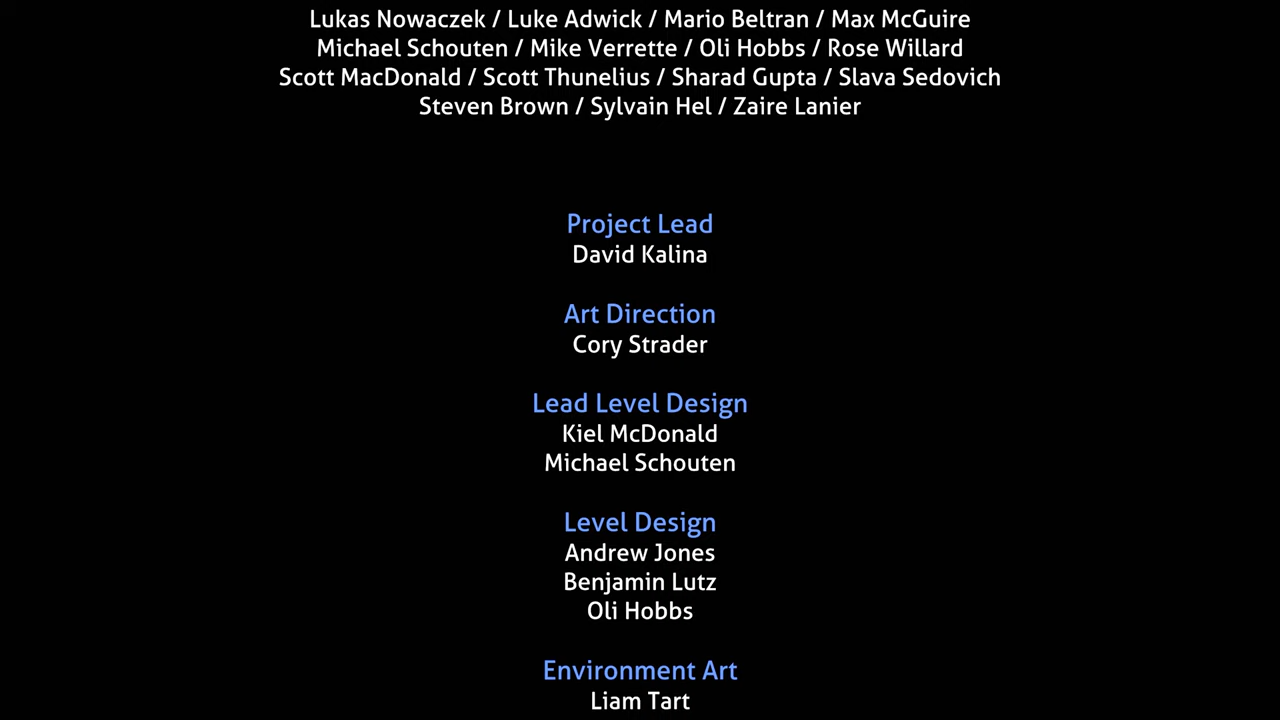 Lukas Nowaczek / Luke Adwick / Mario Beltran / Max McGuire
Michael Schouten / Mike Verrette / Oli Hobbs / Rose Willard
Scott MacDonald / Scott Thunelius / Sharad Gupta / Slava Sedovich
Steven Brown / Sylvain Hel / Zaire Lanier
Project Lead
David Kalina
Art Direction
Cory Strader
Lead Level Design
Kiel McDonald
Michael Schouten
Level Design
Andrew Jones
Benjamin Lutz
Oli Hobbs
Environment Art
Liam Tart